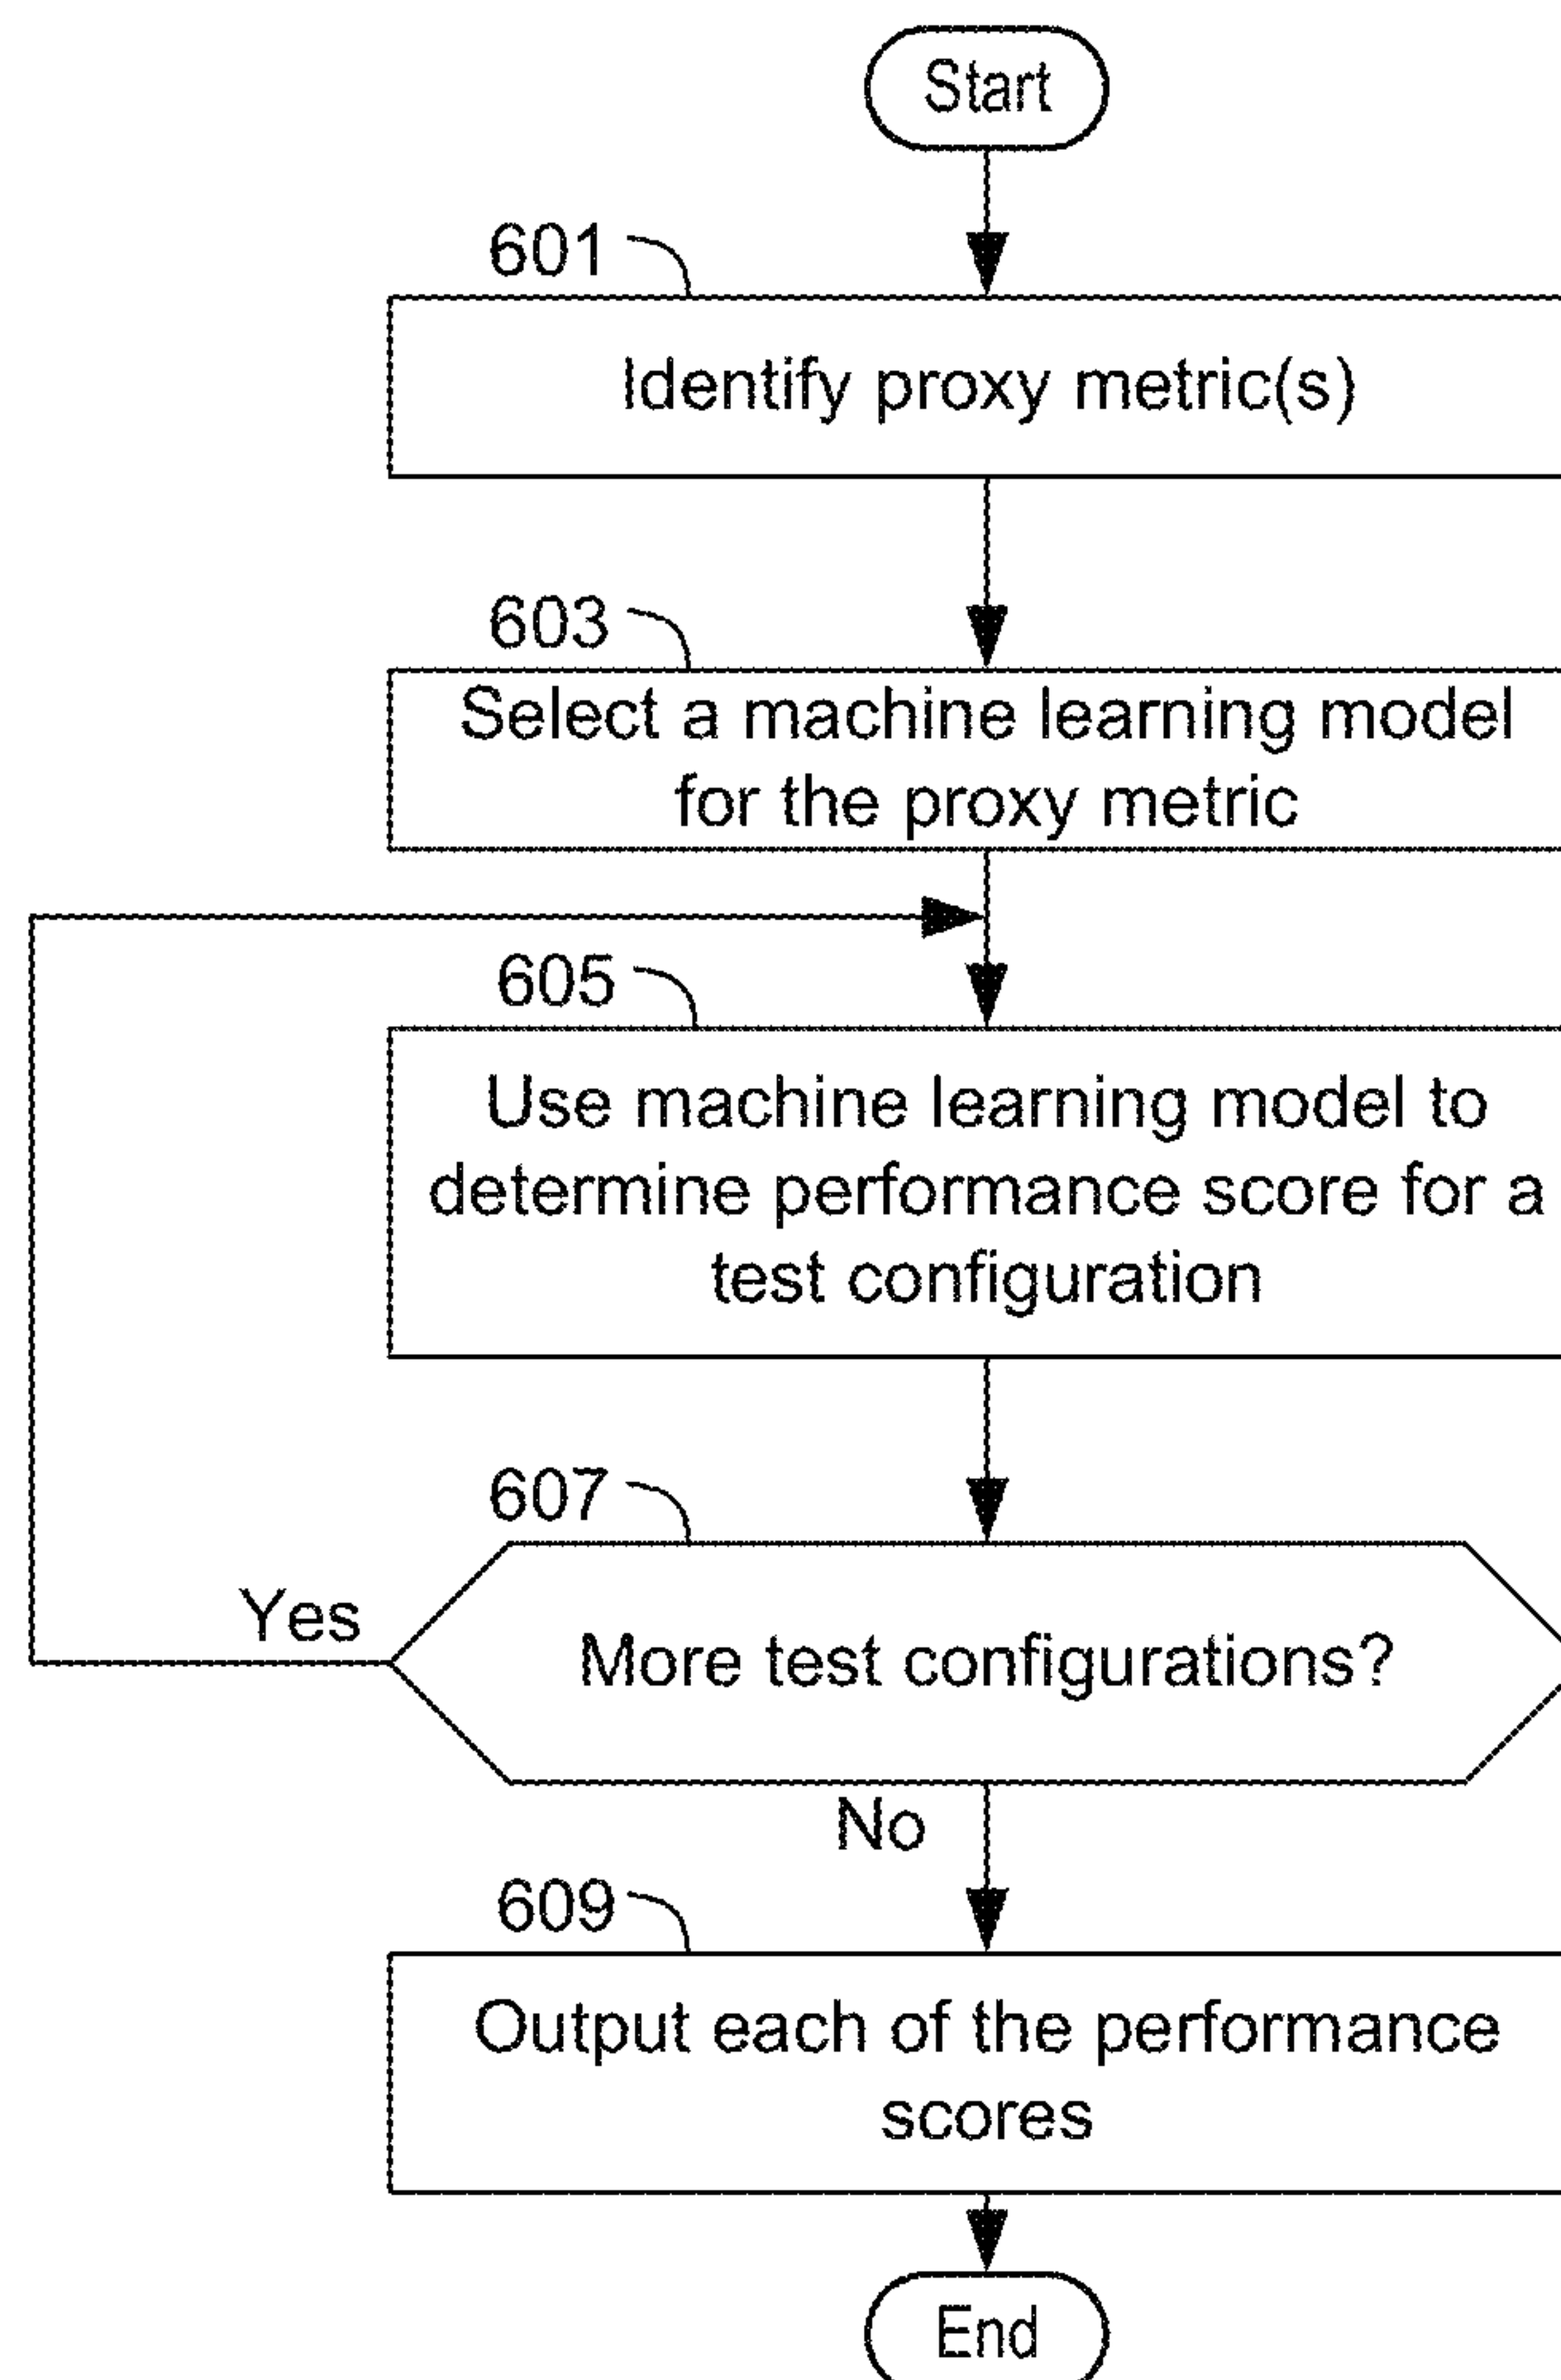 Start
601
Identify proxy metric(s)
603
Select a machine learning model
for the proxy metric
605
Use machine learning model to
determine performance score for a
test configuration
607
Yes
More test configurations?
No
609
Output each of the performance
scores
End